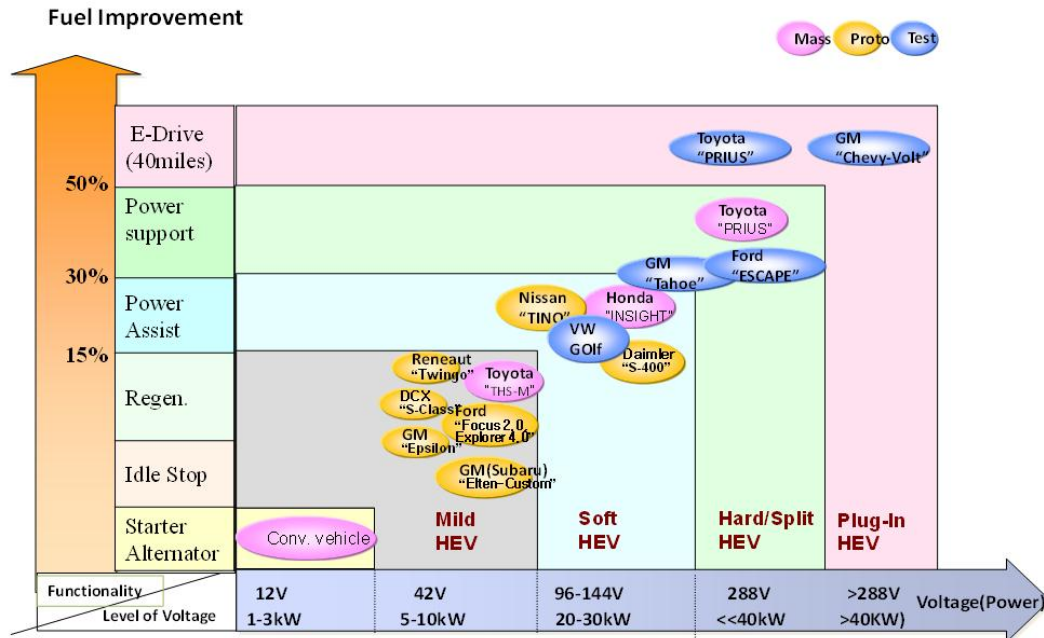 Fuel Improvement
Mass Proto Test
E-Drive
(40miles)
Toyota
"PRIUS"
GM
"Chevy-Volt"
50%
Power
support
Toyota
"PRIUS"
30%
GM
"Tahoe"
Ford
"ESCAPE"
Power
Assist
Nissan
"TINO"
Honda
"INSIGHT"
VW
GOlf
15%
Daimler
"S-400"
Regen.
Reneaut
"Twingo"
Toyota
"THS-M"
DCX
"S-Class"
Ford
"Focus 2,0,
Explorer 4,0"
GM
"Epsilon"
Idle Stop
GM(Subaru)
"Elten-Custom"
Starter
Alternator
Conv. vehicle
Mild
HEV
Soft
HEV
Hard/Split
HEV
Plug-In
HEV
Functionality
Level of Voltage
12V
1-3kW
42V
5-10kW
96-144V
20-30kW
288V
<<40kW
>288V
>40KW)
Voltage(Power)